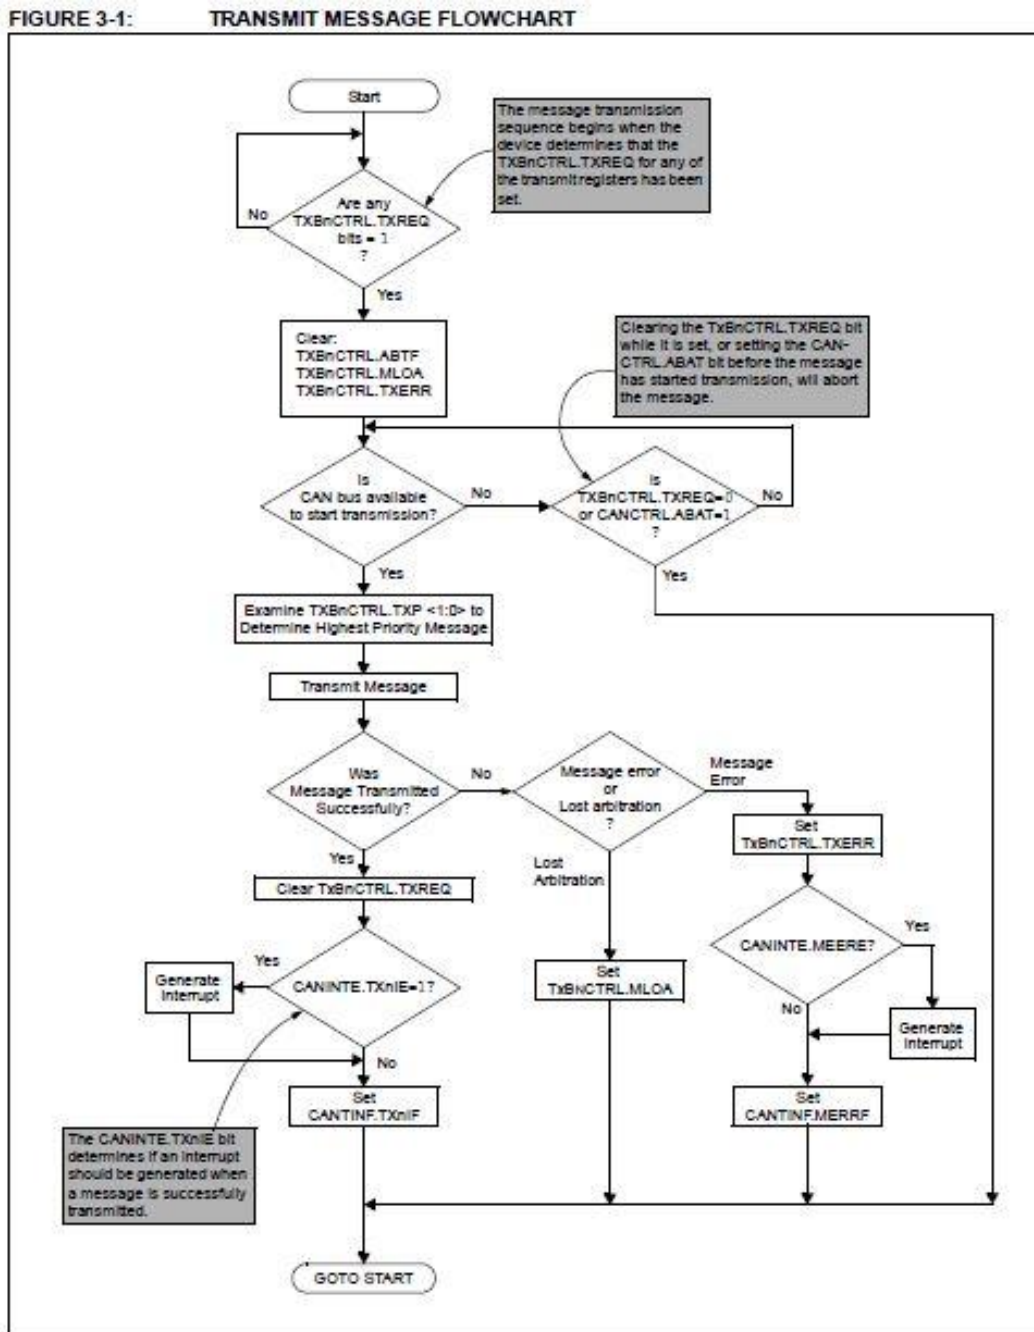 FIGURE 3-1: TRANSMIT MESSAGE FLOWCHART
Start
The message transmission
sequence begins when the
device determines that the
TXBnCTRL.TXREQ for any of
the transmit registers has been
set.
Are any
TXBnCTRL.TXREQ
bits = 1
?
No
Yes
Clear:
TXBnCTRL.ABTF
TXBnCTRL.MLOA
TXBnCTRL.TXERR
Clearing the TxBnCTRL.TXREQ bit
while it is set, or setting the CAN-
CTRL.ABAT bit before the message
has started transmission, will abort
the message.
Is
CAN bus available
to start transmission?
No
Is
TXBnCTRL.TXREQ=0
or CANCTRL.ABAT=1
?
No
Yes
Yes
Examine TXBnCTRL.TXP <1:0> to
Determine Highest Priority Message
Transmit Message
Was
Message Transmitted
Successfully?
No
Message error
or
Lost arbitration
?
Message
Error
Set
TxBnCTRL.TXERR
Yes
Lost
Arbitration
Clear TxBnCTRL.TXREQ
CANINTE.MEERE?
Yes
No
Generate
Interrupt
Yes
Generate
Interrupt
CANINTE.TXnIE=1?
Set
TxBNCTRL.MLOA
No
Set
CANTINF.TXnIF
Set
CANTINF.MERRF
The CANINTE.TXnIE bit
determines if an interrupt
should be generated when
a message is successfully
transmitted.
GOTO START